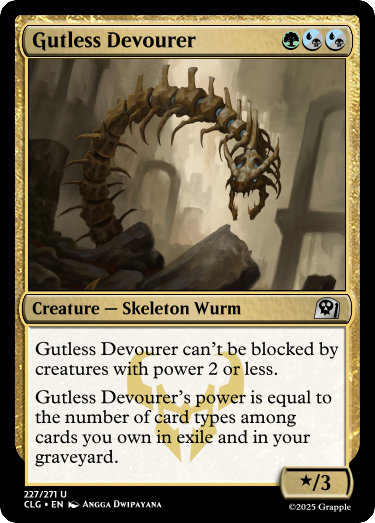 Gutless Devourer
Creature — Skeleton Wurm
Gutless Devourer can't be blocked by
creatures with power 2 or less.
Gutless Devourer's power is equal to
the number of card types among
cards you own in exile and in your
graveyard.
★/3
227/271 U
CLG • EN Angga Dwipayana
©2025 Grapple